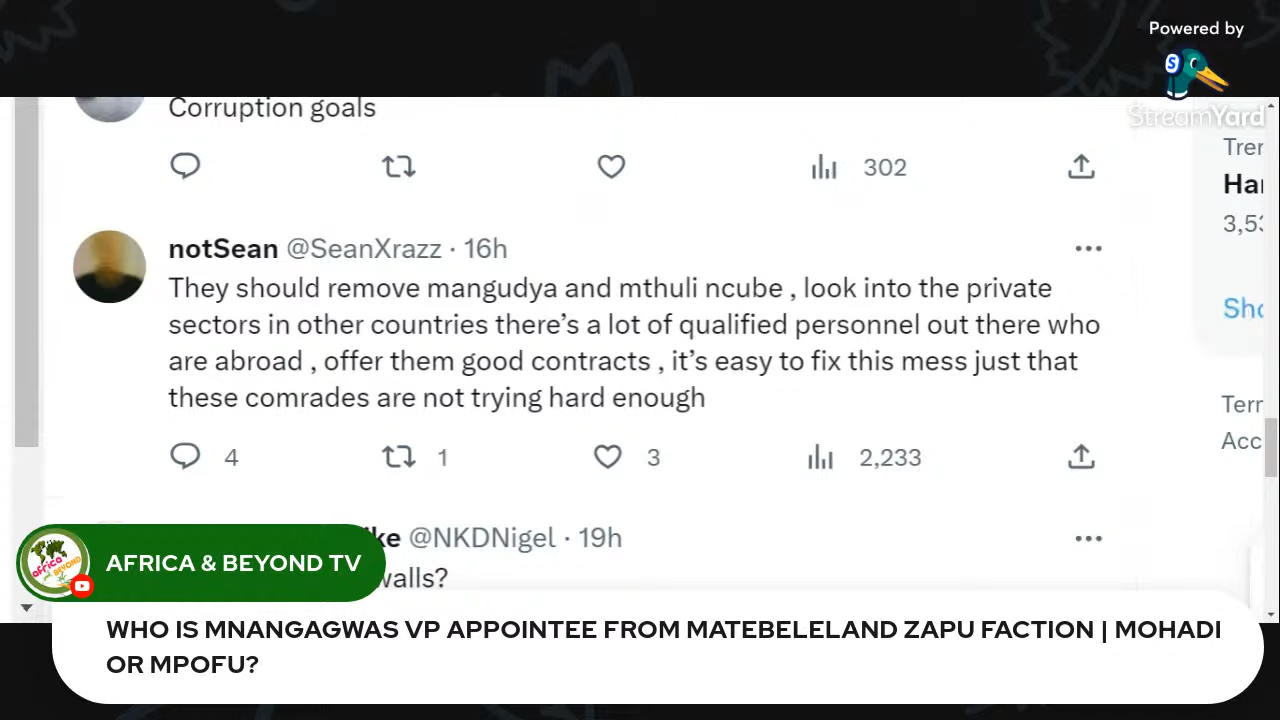 Powered by
StreamYard
Corruption goals
302
notSean @SeanXrazz · 16h
They should remove mangudya and mthuli ncube , look into the private
sectors in other countries there’s a lot of qualified personnel out there who
are abroad , offer them good contracts , it’s easy to fix this mess just that
these comrades are not trying hard enough
4 1 3 2,233
@NKDNigel · 19h
walls?
AFRICA & BEYOND TV
WHO IS MNANGAGWAS VP APPOINTEE FROM MATEBELELAND ZAPU FACTION | MOHADI
OR MPOFU?